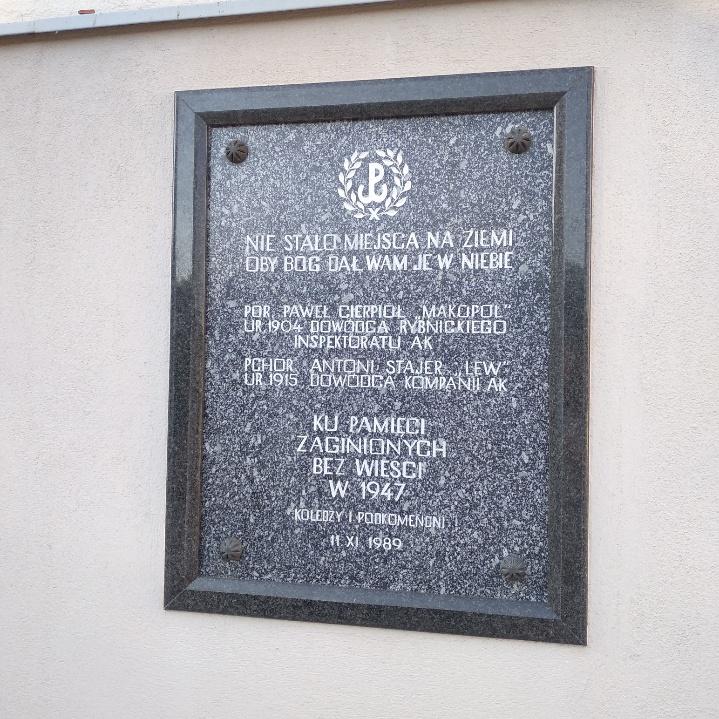 NIE STAŁO MIEJSCA NA ZIEMI
OBY BÓG DAŁ WAM JE W NIEBIE
POR. PAWEŁ CIERPIOŁ „MAKOPOL"
UR. 1904 DOWÓDCA RYBNICKIEGO
INSPEKTORATU AK
PCHOR. ANTONI STAJER „LEW"
UR. 1915 DOWÓDCA KOMPANII AK
KU PAMIĘCI
ZAGINIONYCH
BEZ WIEŚCI
W 1947
KOLEDZY I PODKOMENDNI
11 XI 1989